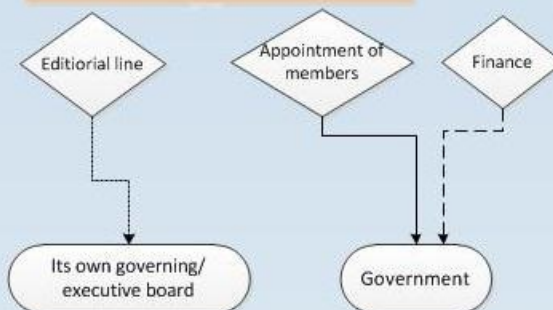 Editiorial line
Appointment of
members
Finance
Its own governing/
executive board
Government